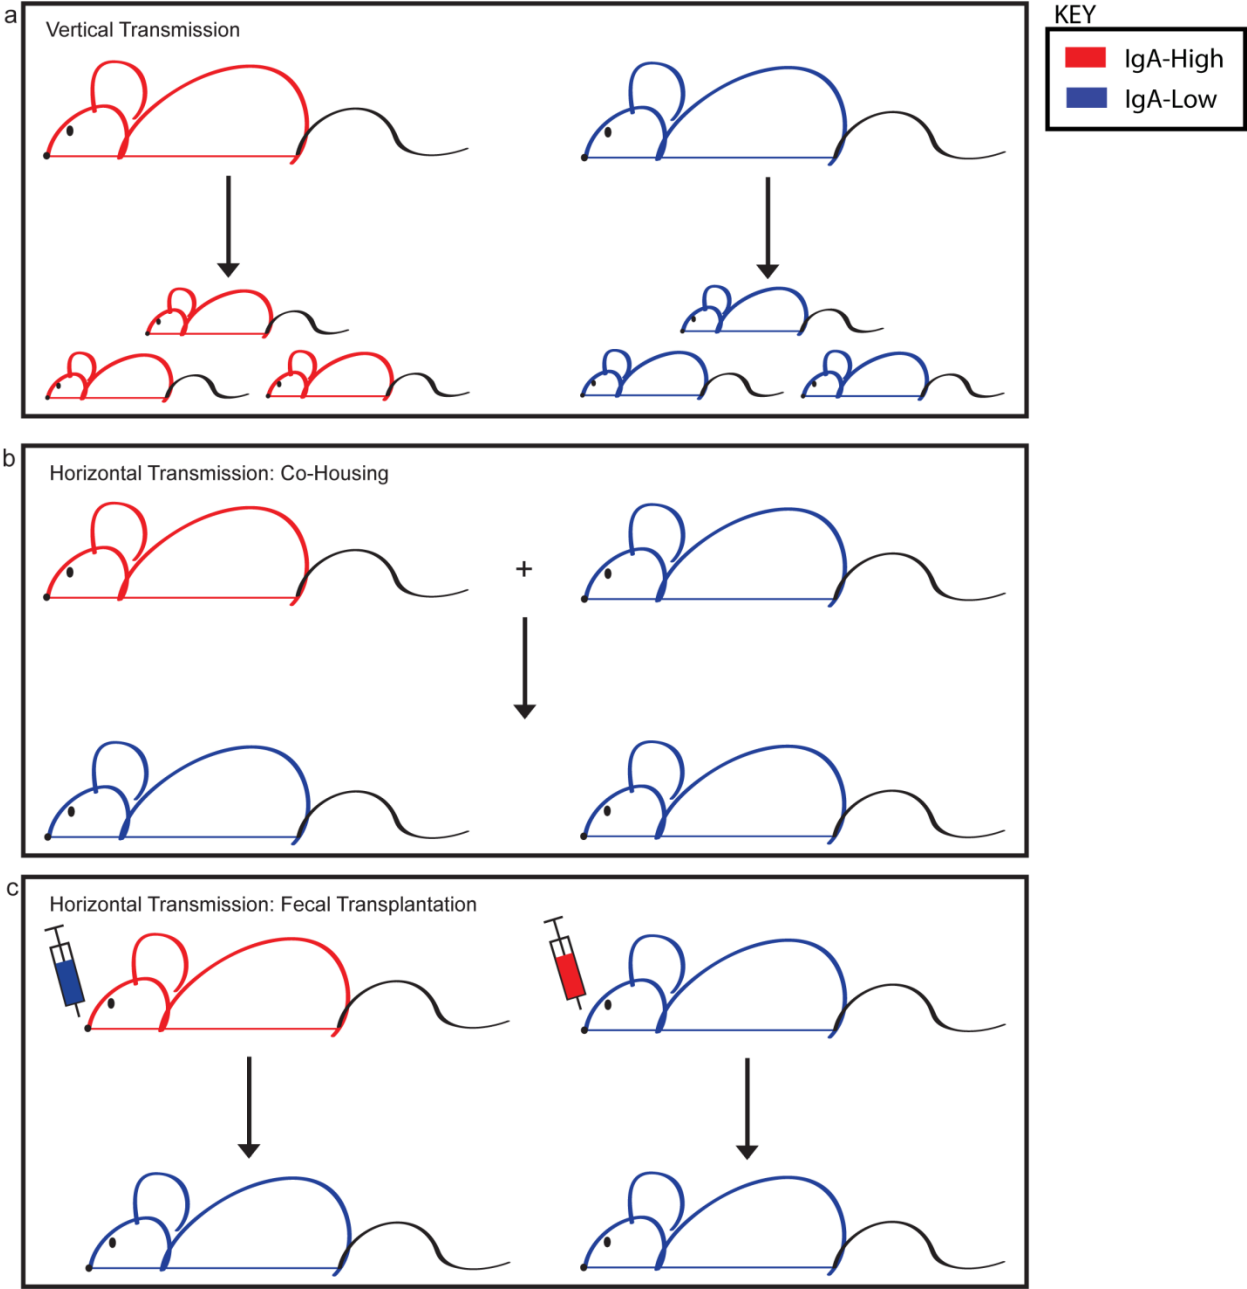 a
Vertical Transmission
KEY
IgA-High
IgA-Low
b
Horizontal Transmission: Co-Housing
+
c
Horizontal Transmission: Fecal Transplantation